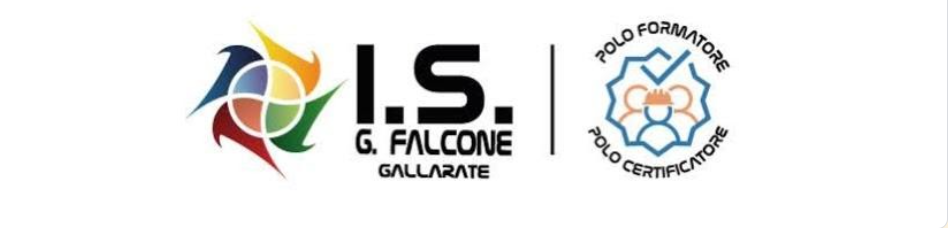 I.S.
G. FALCONE
GALLARATE
POLO FORMATORE
POLO CERTIFICATORE